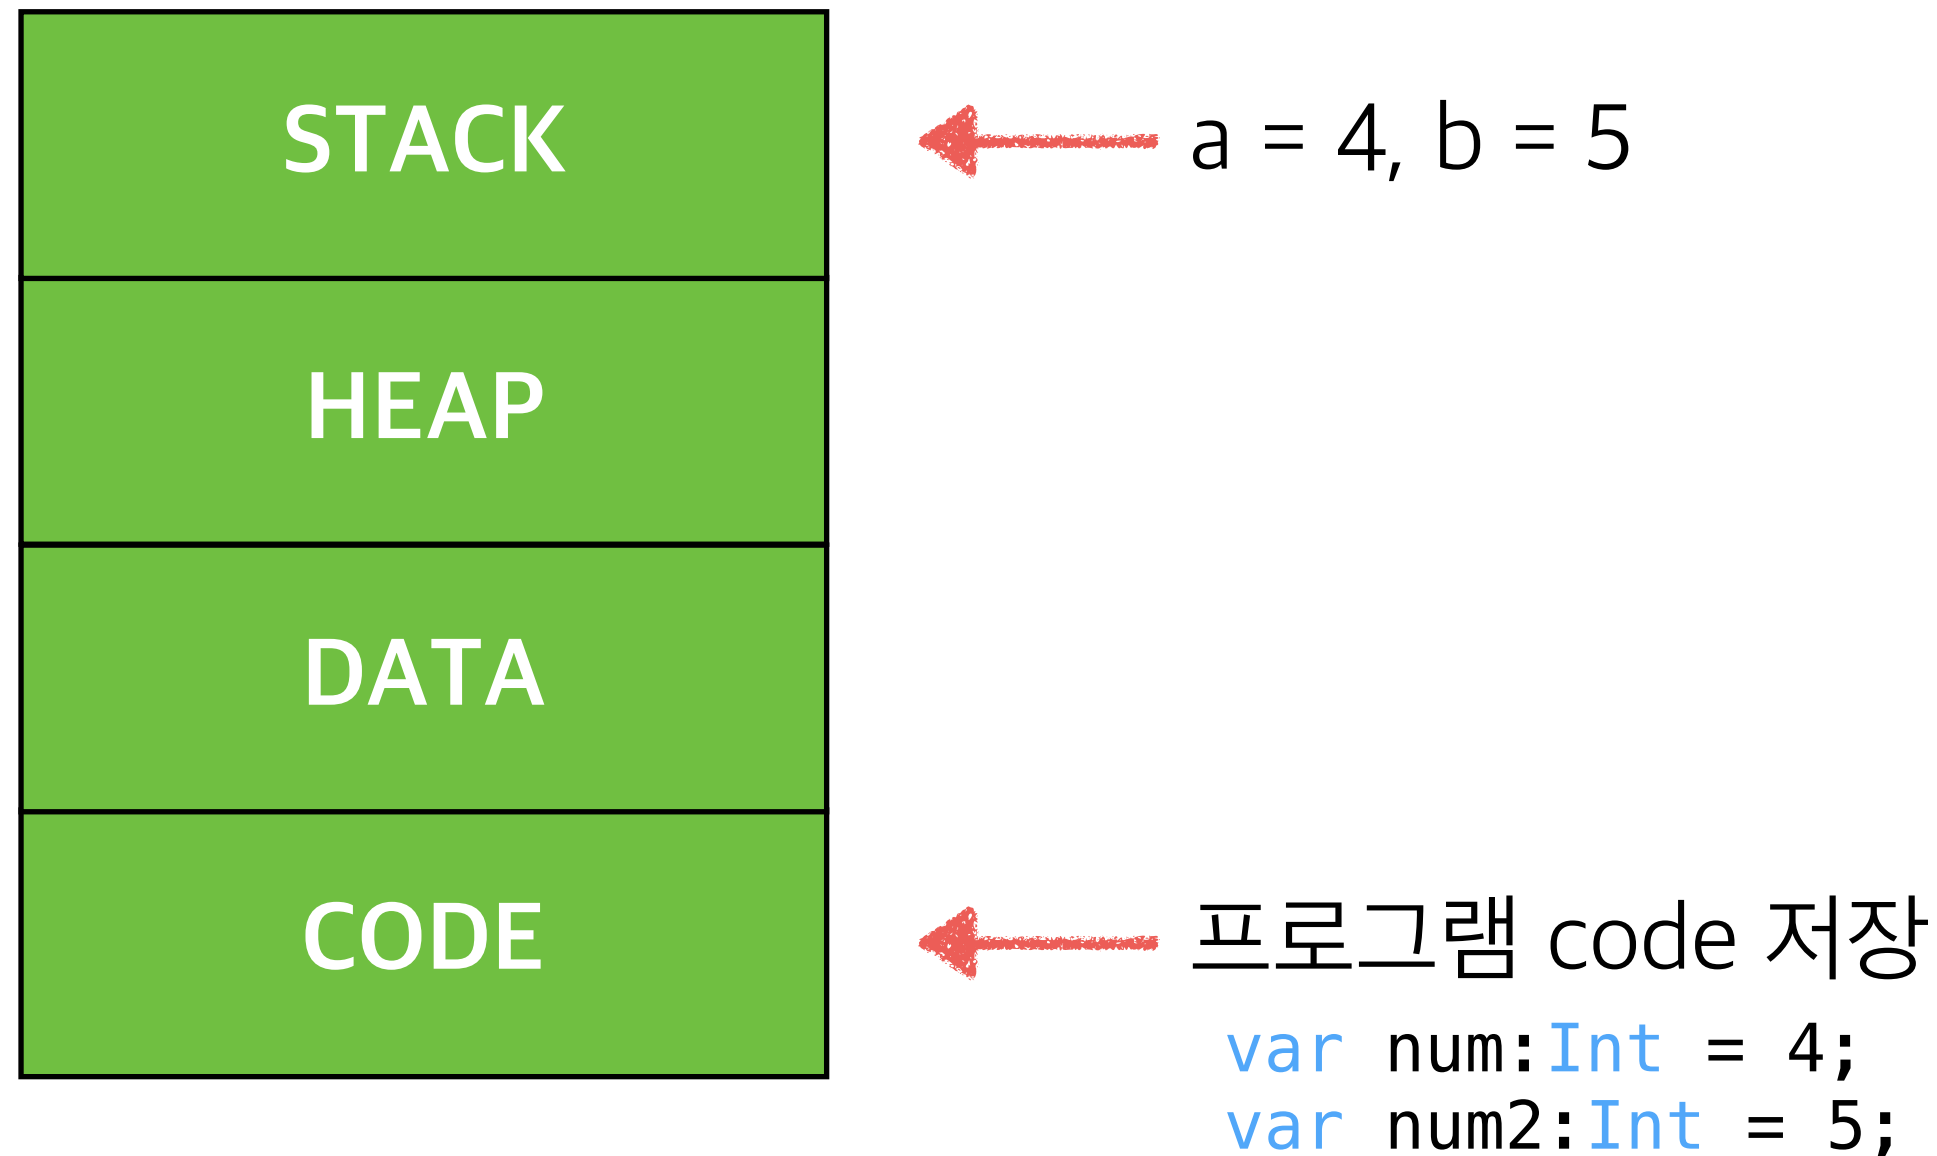 STACK
a = 4, b = 5
HEAP
DATA
CODE
프로그램 code 저장
var num:Int = 4;
var num2:Int = 5;